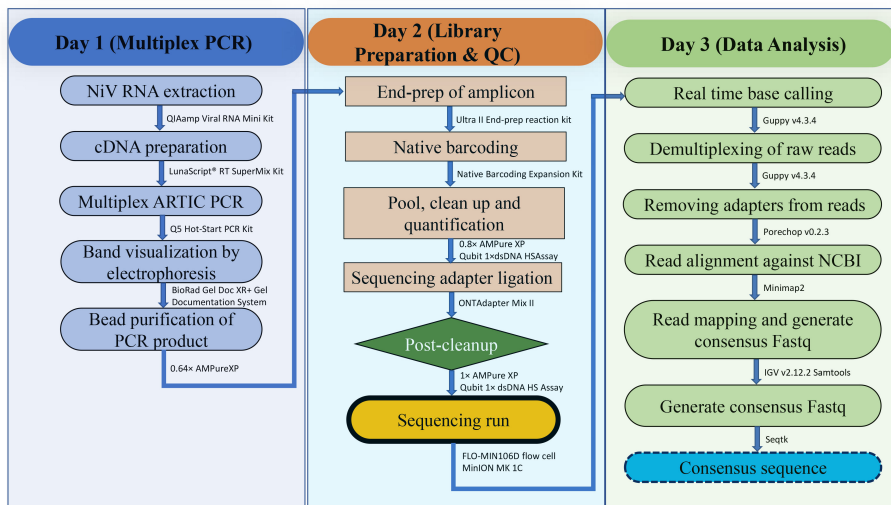 Day 1 (Multiplex PCR)
NiV RNA extraction
QIAamp Viral RNA Mini Kit
cDNA preparation
LunaScript® RT SuperMix Kit
Multiplex ARTIC PCR
Q5 Hot-Start PCR Kit
Band visualization by
electrophoresis
BioRad Gel Doc XR+ Gel
Documentation System
Bead purification of
PCR product
0.64× AMPureXP
Day 2 (Library
Preparation & QC)
End-prep of amplicon
Ultra II End-prep reaction kit
Native barcoding
Native Barcoding Expansion Kit
Pool, clean up and
quantification
0.8× AMPure XP
Qubit 1×dsDNA HSAssay
Sequencing adapter ligation
ONTAdapter Mix II
Post-cleanup
1× AMPure XP
Qubit 1× dsDNA HS Assay
Sequencing run
FLO-MIN106D flow cell
MinION MK 1C
Day 3 (Data Analysis)
Real time base calling
Guppy v4.3.4
Demultiplexing of raw reads
Guppy v4.3.4
Removing adapters from reads
Porechop v0.2.3
Read alignment against NCBI
Minimap2
Read mapping and generate
consensus Fastq
IGV v2.12.2 Samtools
Generate consensus Fastq
Seqtk
Consensus sequence